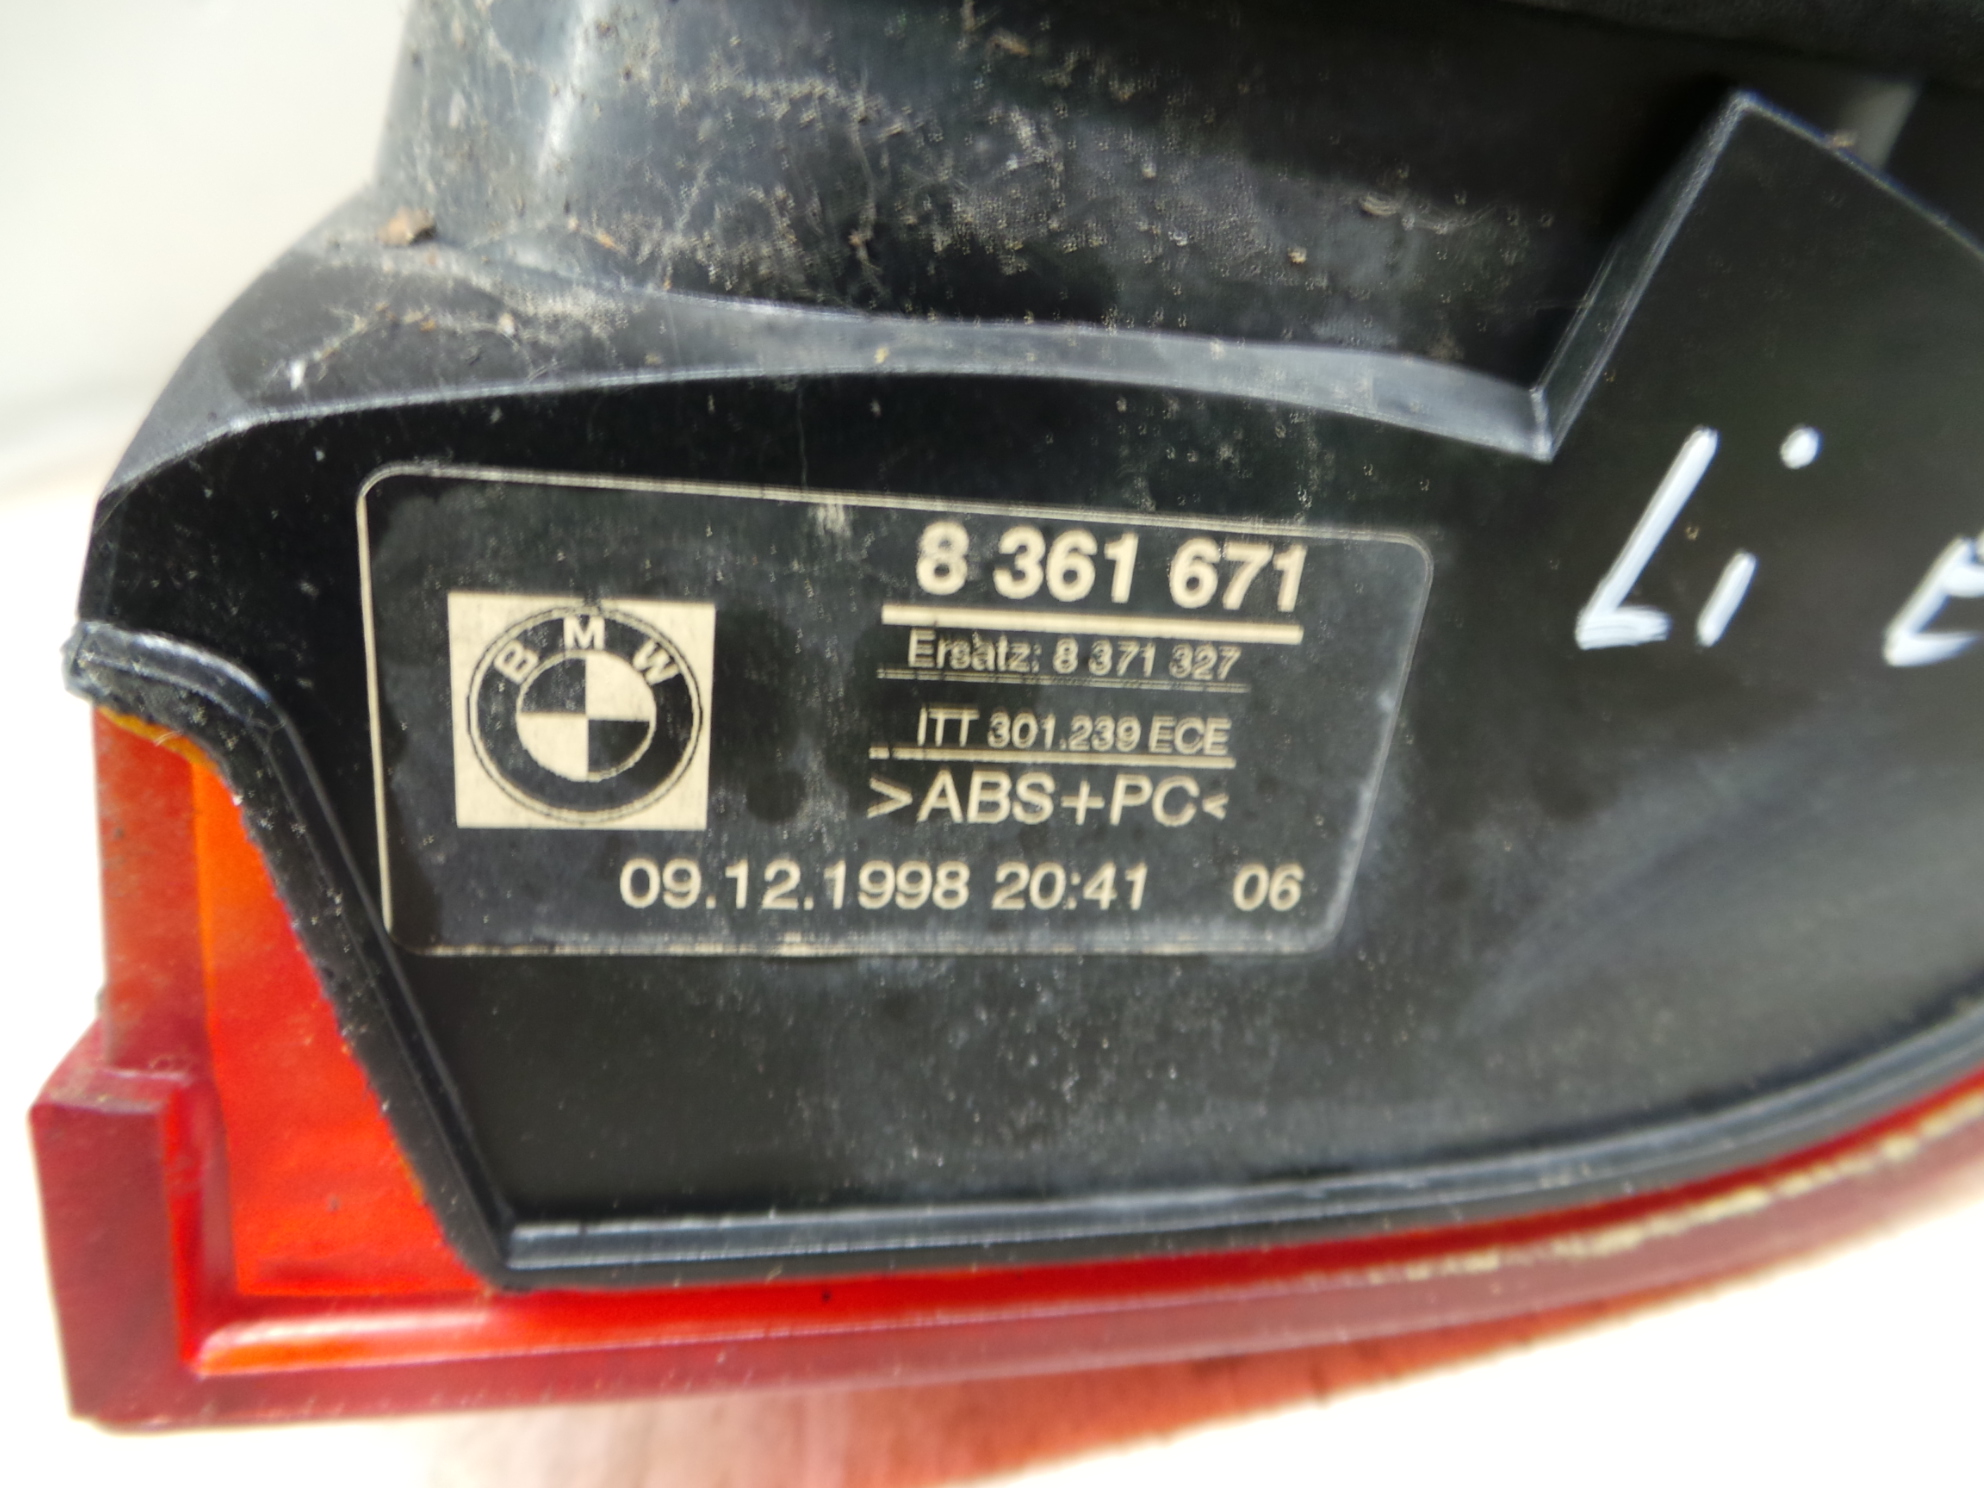 8 361 671
BMW
Ersatz: 8 371 327
ITT 301.239 ECE
>ABS+PC<
09.12.1998 20:41 06
Li